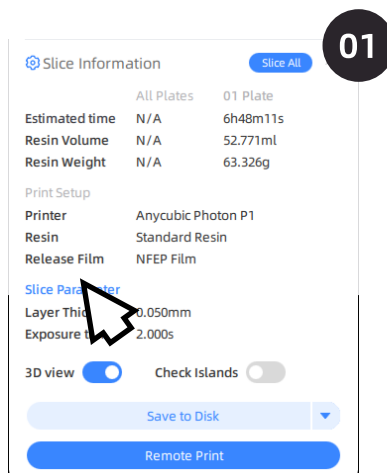 01
Slice Information Slice All
All Plates 01 Plate
Estimated time N/A 6h48m11s
Resin Volume N/A 52.771ml
Resin Weight N/A 63.326g
Print Setup
Printer Anycubic Photon P1
Resin Standard Resin
Release Film NFEP Film
Slice
Layer 0.050mm
Exposure 2.000s
3D view Check Islands
Save to Disk
Remote Print